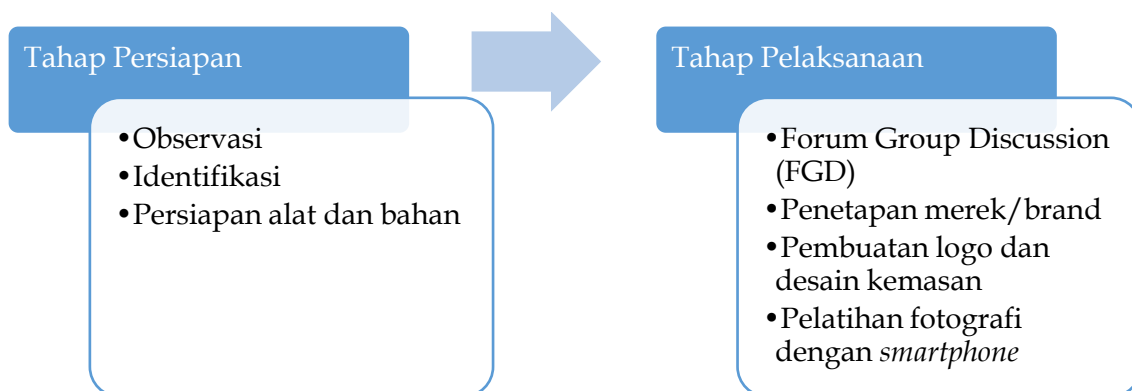 Tahap Persiapan
•Observasi
•Identifikasi
•Persiapan alat dan bahan
Tahap Pelaksanaan
•Forum Group Discussion
(FGD)
•Penetapan merek/brand
•Pembuatan logo dan
desain kemasan
•Pelatihan fotografi
dengan smartphone